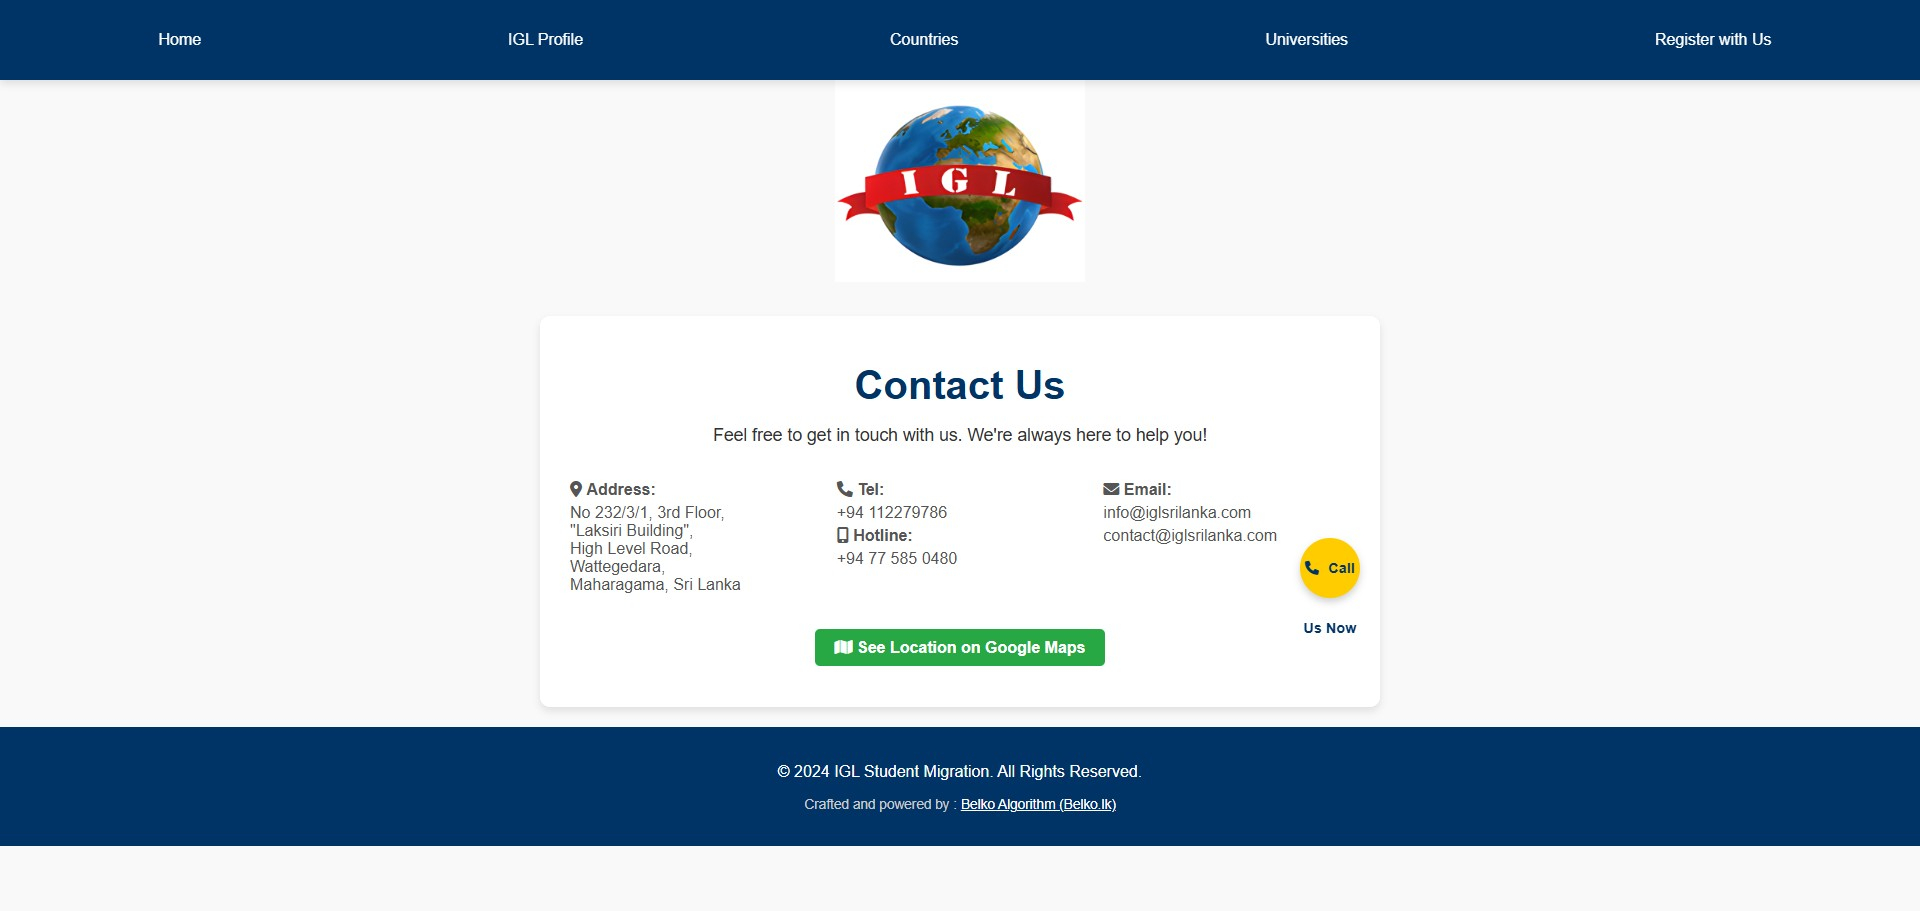 Home
IGL Profile
Countries
Universities
Register with Us
I G L
Contact Us
Feel free to get in touch with us. We're always here to help you!
Address:
No 232/3/1, 3rd Floor,
"Laksiri Building",
High Level Road,
Wattegedara,
Maharagama, Sri Lanka
Tel:
+94 112279786
Hotline:
+94 77 585 0480
Email:
info@iglsrilanka.com
contact@iglsrilanka.com
Call
Us Now
See Location on Google Maps
© 2024 IGL Student Migration. All Rights Reserved.
Crafted and powered by : Belko Algorithm (Belko.lk)